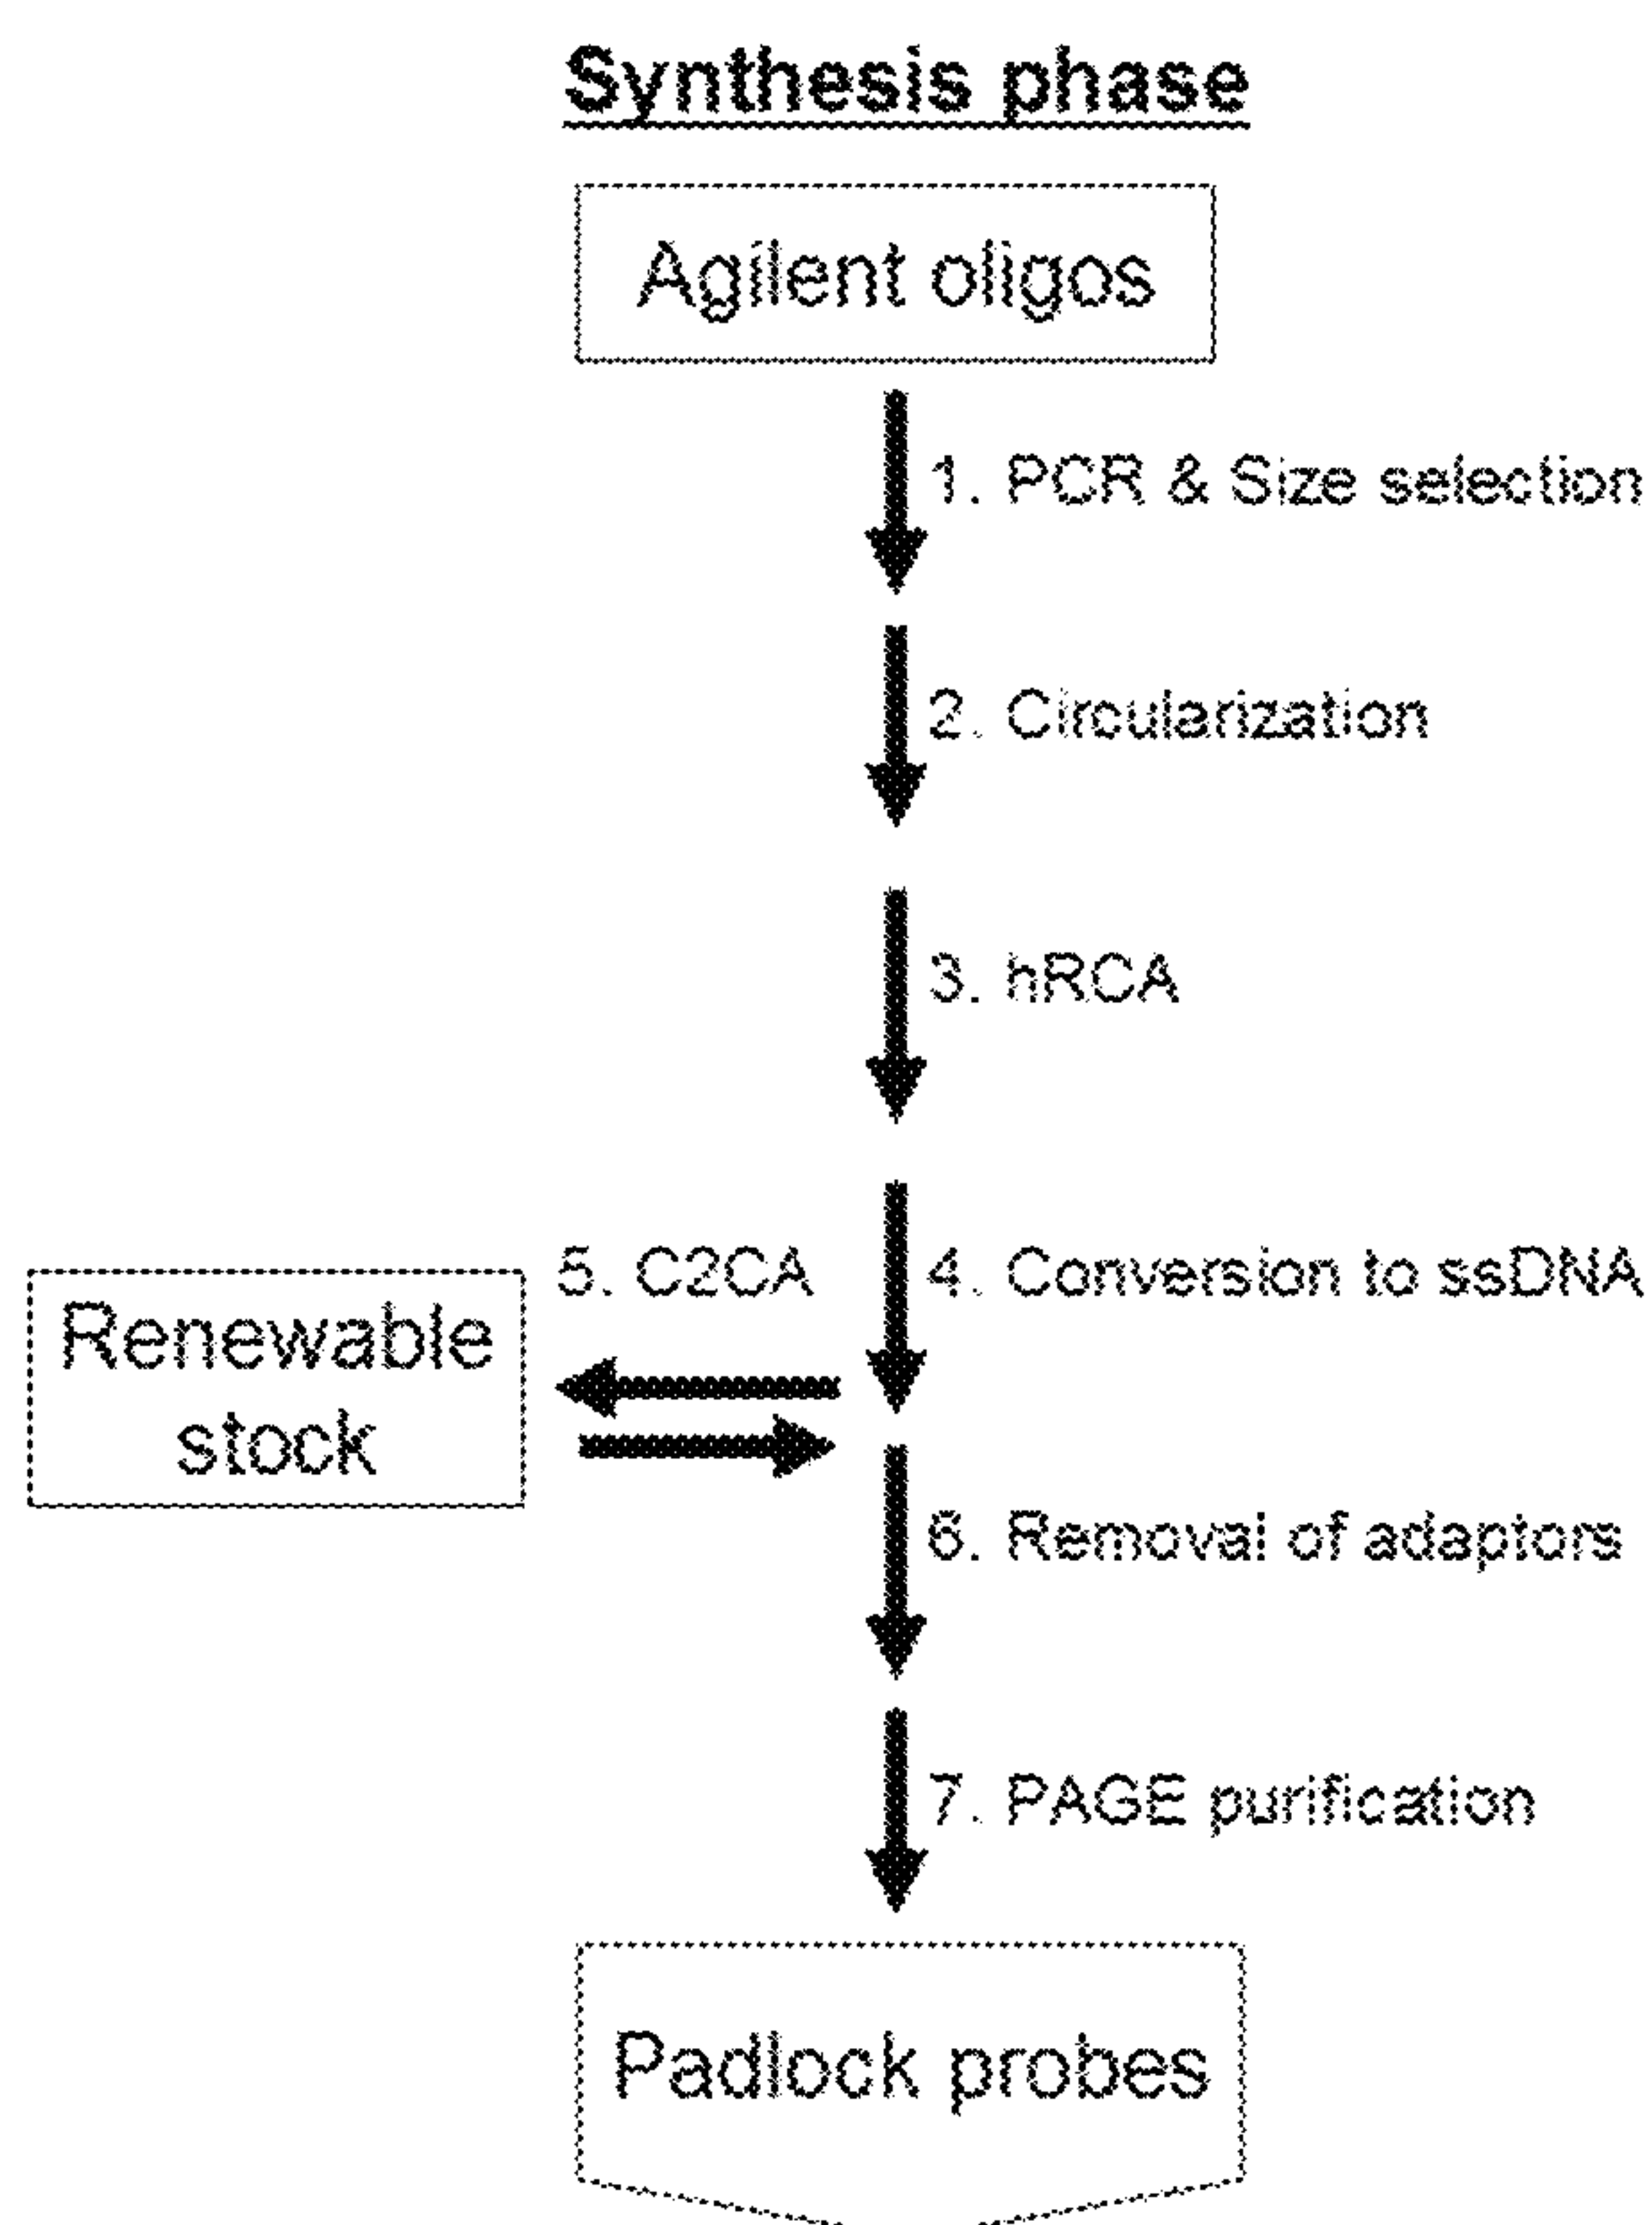 Synthesis phase
Agilent oligos
1. PCR & Size selection
2. Circularization
3. hRCA
5. C2CA
4. Conversion to ssDNA
Renewable
stock
6. Removal of adaptors
7. PAGE purification
Padlock probes